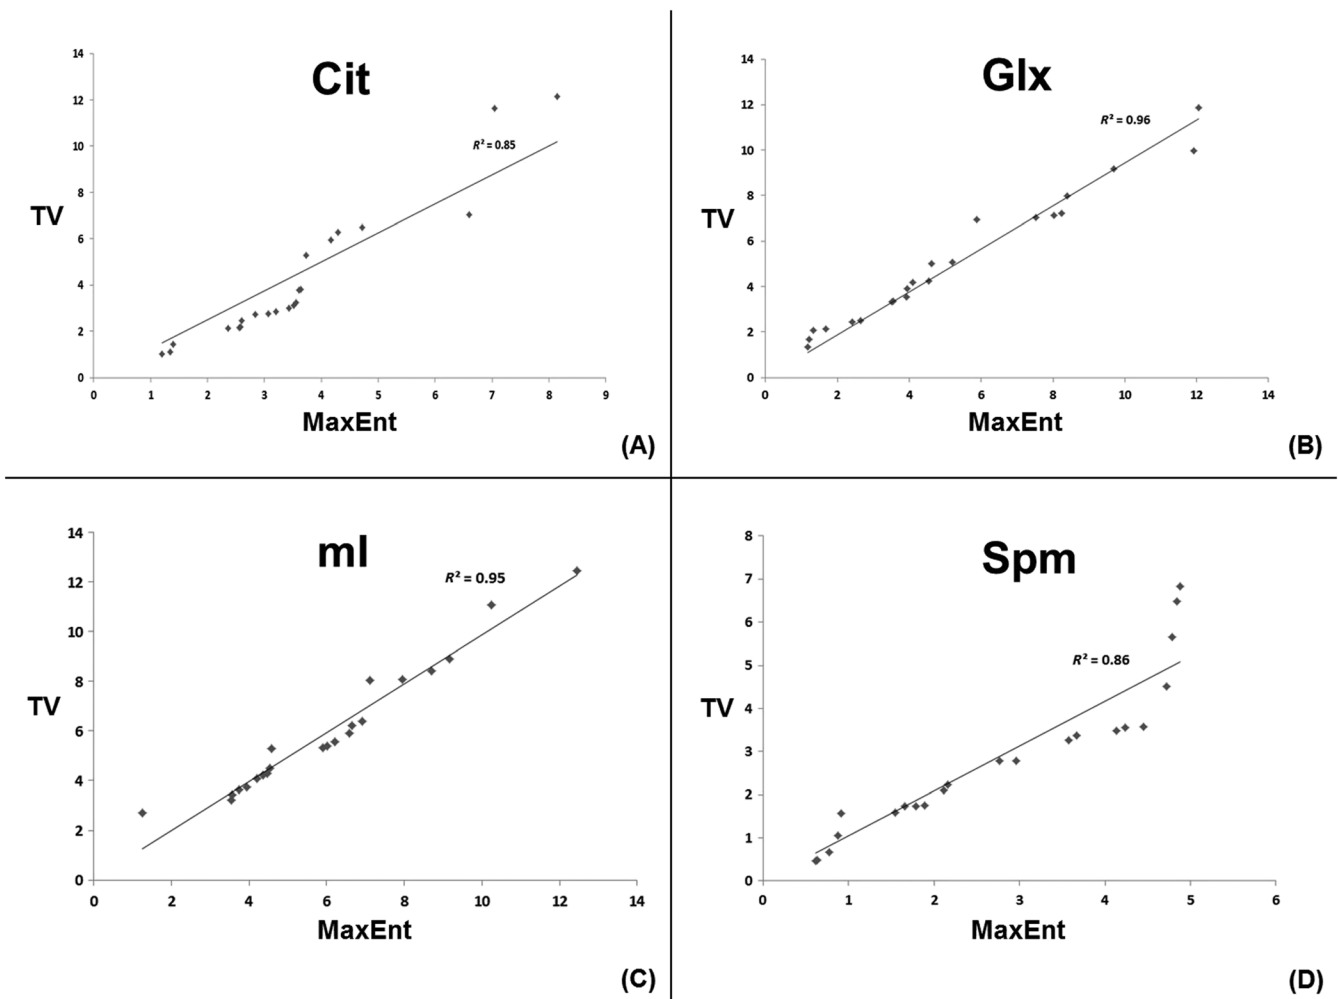 Cit
14
12
10
8
6
4
2
0
TV
R² = 0.85
0 1 2 3 4 5 6 7 8 9
MaxEnt
(A)
Glx
14
12
10
8
6
4
2
0
TV
R² = 0.96
0 2 4 6 8 10 12 14
MaxEnt
(B)
mI
14
12
10
8
6
4
2
0
TV
R² = 0.95
0 2 4 6 8 10 12 14
MaxEnt
(C)
Spm
8
7
6
5
4
3
2
1
0
TV
R² = 0.86
0 1 2 3 4 5 6
MaxEnt
(D)